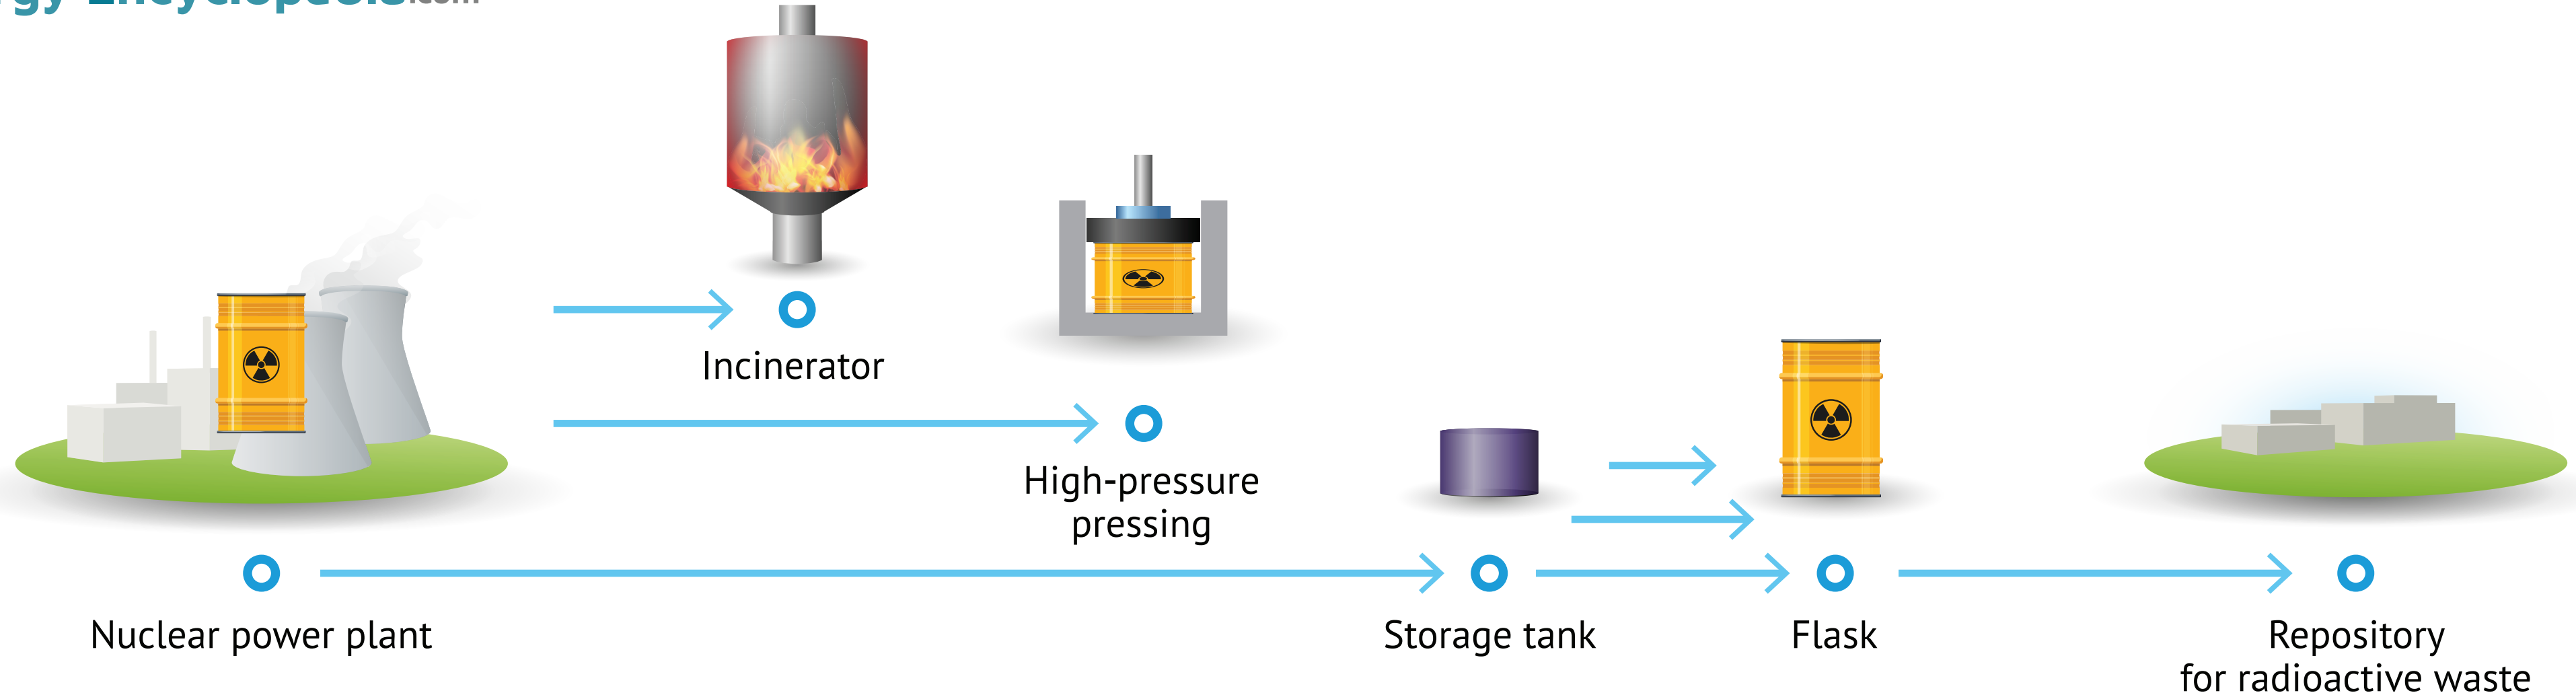 Incinerator
High-pressure
pressing
Nuclear power plant
Storage tank
Flask
Repository
for radioactive waste